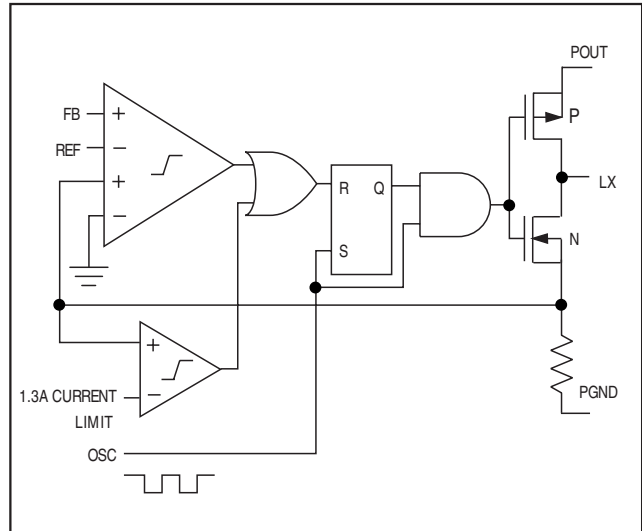 POUT
FB
+
P
REF
−
+
R
Q
LX
−
S
N
+
1.3A CURRENT
LIMIT
−
PGND
OSC